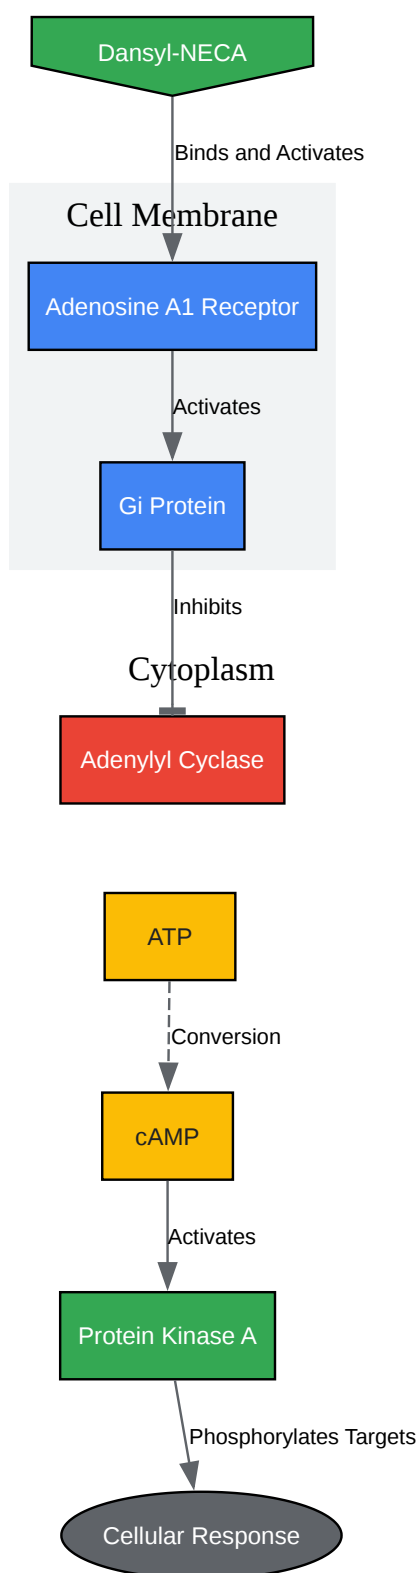 Dansyl-NECA
Binds and Activates
Cell Membrane
Adenosine A1 Receptor
Activates
Gi Protein
Inhibits
Cytoplasm
Adenylyl Cyclase
ATP
Conversion
cAMP
Activates
Protein Kinase A
Phosphorylates Targets
Cellular Response